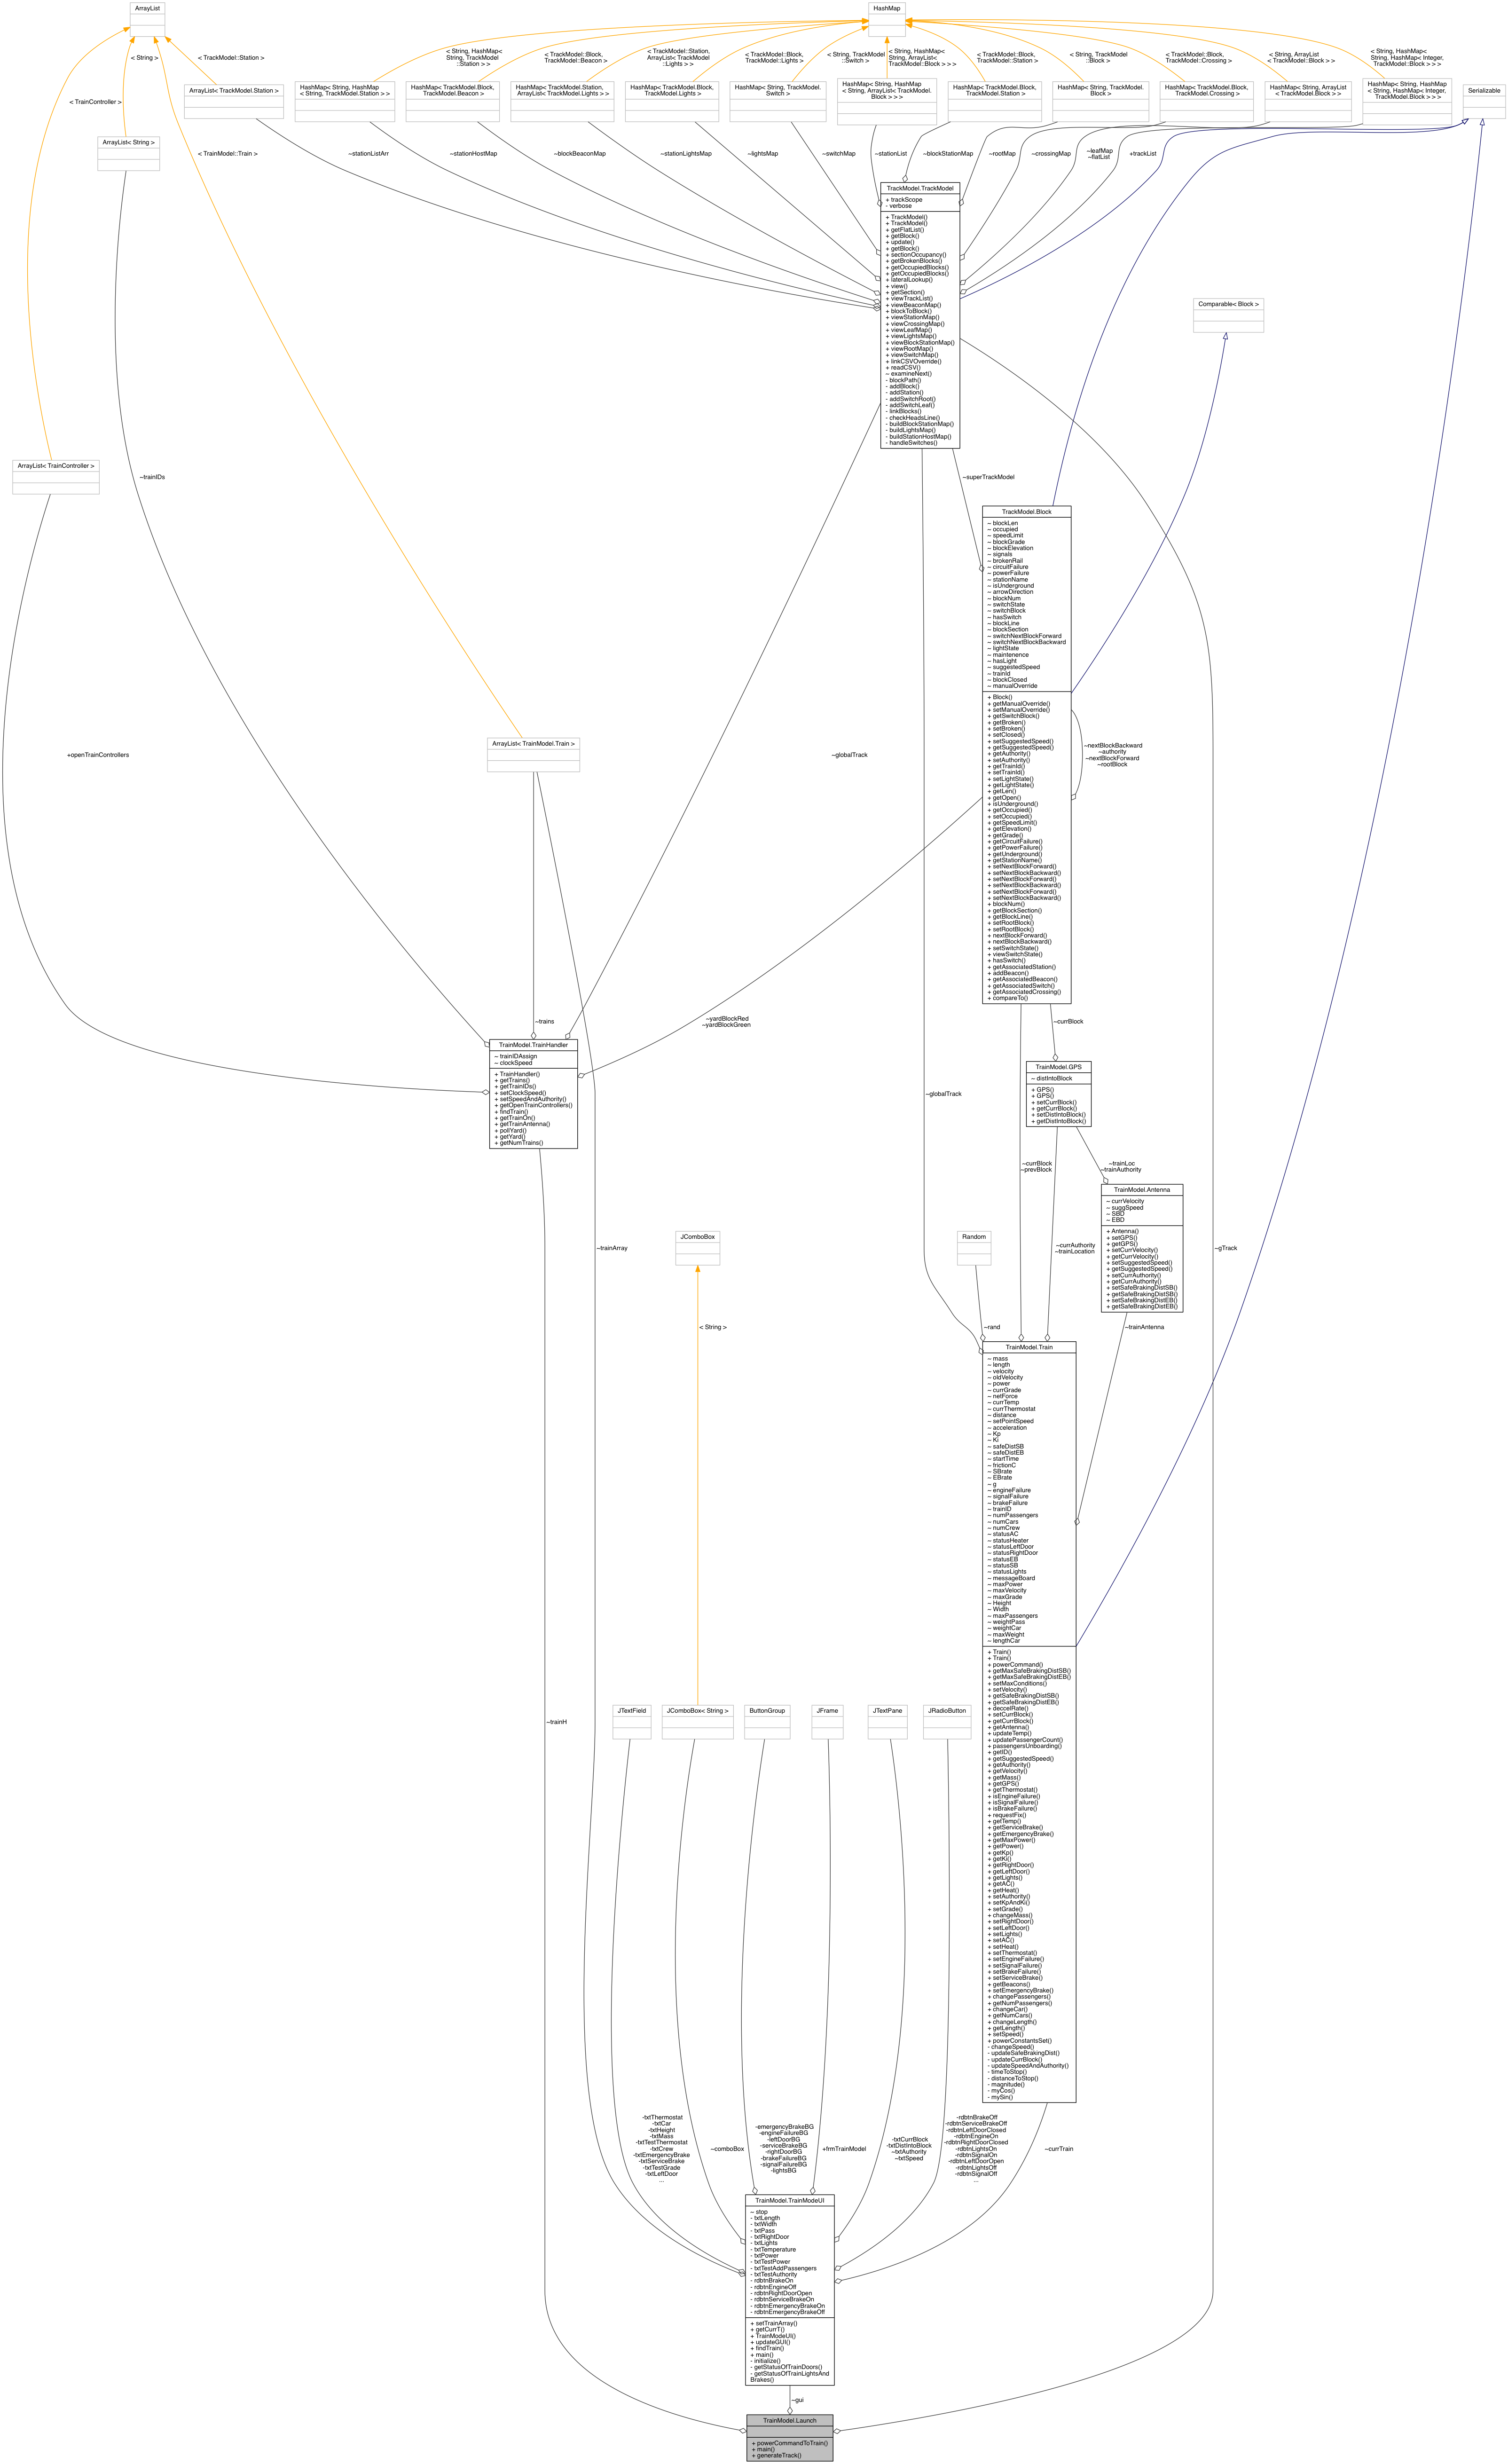 ArrayList
HashMap
< TrackModel::Station >
< String >
< TrainController >
< TrainModel::Train >
< String, HashMap<
String, TrackModel
::Station > >
< TrackModel::Block,
TrackModel::Beacon >
< TrackModel::Station,
ArrayList< TrackModel
::Lights > >
< TrackModel::Block,
TrackModel::Lights >
< String, TrackModel
::Switch >
< String, HashMap<
String, ArrayList<
TrackModel::Block > > >
< TrackModel::Block,
TrackModel::Station >
< String, TrackModel
::Block >
< TrackModel::Block,
TrackModel::Crossing >
< String, ArrayList
< TrackModel::Block > >
< String, HashMap<
String, HashMap< Integer,
TrackModel::Block > > >
ArrayList< TrackModel.Station >
HashMap< String, HashMap
< String, TrackModel.Station > >
HashMap< TrackModel.Block,
TrackModel.Beacon >
HashMap< TrackModel.Station,
ArrayList< TrackModel.Lights > >
HashMap< TrackModel.Block,
TrackModel.Lights >
HashMap< String, TrackModel.
Switch >
HashMap< String, HashMap
< String, ArrayList< TrackModel.
Block > > >
HashMap< TrackModel.Block,
TrackModel.Station >
HashMap< String, TrackModel.
Block >
HashMap< TrackModel.Block,
TrackModel.Crossing >
HashMap< String, ArrayList
< TrackModel.Block > >
HashMap< String, HashMap
< String, HashMap< Integer,
TrackModel.Block > > >
Serializable
ArrayList< String >
~stationListArr
~stationHostMap
~blockBeaconMap
~stationLightsMap
~lightsMap
~switchMap
~stationList
~blockStationMap
~rootMap
~crossingMap
~leafMap
~flatList
+trackList
TrackModel.TrackModel
+ trackScope
- verbose
+ TrackModel()
+ TrackModel()
+ getFlatList()
+ getBlock()
+ update()
+ getBlock()
+ sectionOccupancy()
+ getBrokenBlocks()
+ getOccupiedBlocks()
+ getOccupiedBlocks()
+ lateralLookup()
+ view()
+ getSection()
+ viewTrackList()
+ viewBeaconMap()
+ blockToBlock()
+ viewStationMap()
+ viewCrossingMap()
+ viewLeafMap()
+ viewLightsMap()
+ viewBlockStationMap()
+ viewRootMap()
+ viewSwitchMap()
+ linkCSVOverride()
+ readCSV()
~ examineNext()
- blockPath()
- addBlock()
- addStation()
- addSwitchRoot()
- addSwitchLeaf()
- linkBlocks()
- checkHeadsLine()
- buildBlockStationMap()
- buildLightsMap()
- buildStationHostMap()
- handleSwitches()
Comparable< Block >
ArrayList< TrainController >
~trainIDs
~superTrackModel
TrackModel.Block
~ blockLen
~ occupied
~ speedLimit
~ blockGrade
~ blockElevation
~ signals
~ brokenRail
~ circuitFailure
~ powerFailure
~ stationName
~ isUnderground
~ arrowDirection
~ blockNum
~ switchState
~ switchBlock
~ hasSwitch
~ blockLine
~ blockSection
~ switchNextBlockForward
~ switchNextBlockBackward
~ lightState
~ maintenence
~ hasLight
~ suggestedSpeed
~ trainId
~ blockClosed
~ manualOverride
+ Block()
+ getManualOverride()
+ setManualOverride()
+ getSwitchBlock()
+ getBroken()
+ setBroken()
+ setClosed()
+ setSuggestedSpeed()
+ getSuggestedSpeed()
+ getAuthority()
+ setAuthority()
+ getTrainId()
+ setTrainId()
+ setLightState()
+ getLightState()
+ getLen()
+ getOpen()
+ isUnderground()
+ getOccupied()
+ setOccupied()
+ getSpeedLimit()
+ getElevation()
+ getGrade()
+ getCircuitFailure()
+ getPowerFailure()
+ getUnderground()
+ getStationName()
+ setNextBlockForward()
+ setNextBlockBackward()
+ setNextBlockForward()
+ setNextBlockBackward()
+ setNextBlockForward()
+ setNextBlockBackward()
+ blockNum()
+ getBlockSection()
+ getBlockLine()
+ setRootBlock()
+ setRootBlock()
+ nextBlockForward()
+ nextBlockBackward()
+ setSwitchState()
+ viewSwitchState()
+ hasSwitch()
+ getAssociatedStation()
+ addBeacon()
+ getAssociatedBeacon()
+ getAssociatedSwitch()
+ getAssociatedCrossing()
+ compareTo()
~nextBlockBackward
~authority
~nextBlockForward
~rootBlock
ArrayList< TrainModel.Train >
+openTrainControllers
~globalTrack
~trains
~yardBlockRed
~yardBlockGreen
~currBlock
TrainModel.TrainHandler
~ trainIDAssign
~ clockSpeed
+ TrainHandler()
+ getTrains()
+ getTrainIDs()
+ setClockSpeed()
+ setSpeedAndAuthority()
+ getOpenTrainControllers()
+ findTrain()
+ getTrainOn()
+ getTrainAntenna()
+ pollYard()
+ getYard()
+ getNumTrains()
TrainModel.GPS
~ distIntoBlock
+ GPS()
+ GPS()
+ setCurrBlock()
+ getCurrBlock()
+ setDistIntoBlock()
+ getDistIntoBlock()
~globalTrack
~currBlock
~prevBlock
~trainLoc
~trainAuthority
TrainModel.Antenna
~ currVelocity
~ suggSpeed
~ SBD
~ EBD
+ Antenna()
+ setGPS()
+ getGPS()
+ setCurrVelocity()
+ getCurrVelocity()
+ setSuggestedSpeed()
+ getSuggestedSpeed()
+ setCurrAuthority()
+ getCurrAuthority()
+ setSafeBrakingDistSB()
+ getSafeBrakingDistSB()
+ setSafeBrakingDistEB()
+ getSafeBrakingDistEB()
JComboBox
Random
~trainArray
~currAuthority
~trainLocation
~gTrack
< String >
~rand
~trainAntenna
TrainModel.Train
~ mass
~ length
~ velocity
~ oldVelocity
~ power
~ currGrade
~ netForce
~ currTemp
~ currThermostat
~ distance
~ setPointSpeed
~ acceleration
~ Kp
~ Ki
~ safeDistSB
~ safeDistEB
~ startTime
~ frictionC
~ SBrate
~ EBrate
~ g
~ engineFailure
~ signalFailure
~ brakeFailure
~ trainID
~ numPassengers
~ numCars
~ numCrew
~ statusAC
~ statusHeater
~ statusLeftDoor
~ statusRightDoor
~ statusEB
~ statusSB
~ statusLights
~ messageBoard
~ maxPower
~ maxVelocity
~ maxGrade
~ Height
~ Width
~ maxPassengers
~ weightPass
~ weightCar
~ maxWeight
~ lengthCar
+ Train()
+ Train()
+ powerCommand()
+ getMaxSafeBrakingDistSB()
+ getMaxSafeBrakingDistEB()
+ setMaxConditions()
+ setVelocity()
+ getSafeBrakingDistSB()
+ getSafeBrakingDistEB()
+ deccelRate()
+ setCurrBlock()
+ getCurrBlock()
+ getAntenna()
+ updateTemp()
+ updatePassengerCount()
+ passengersUnboarding()
+ getID()
+ getSuggestedSpeed()
+ getAuthority()
+ getVelocity()
+ getMass()
+ getGPS()
+ getThermostat()
+ isEngineFailure()
+ isSignalFailure()
+ isBrakeFailure()
+ requestFix()
+ getTemp()
+ getServiceBrake()
+ getEmergencyBrake()
+ getMaxPower()
+ getPower()
+ getKp()
+ getKi()
+ getRightDoor()
+ getLeftDoor()
+ getLights()
+ getAC()
+ getHeat()
+ setAuthority()
+ setKpAndKi()
+ setGrade()
+ changeMass()
+ setRightDoor()
+ setLeftDoor()
+ setLights()
+ setAC()
+ setHeat()
+ setThermostat()
+ setEngineFailure()
+ setSignalFailure()
+ setBrakeFailure()
+ setServiceBrake()
+ getBeacons()
+ setEmergencyBrake()
+ changePassengers()
+ getNumPassengers()
+ changeCar()
+ getNumCars()
+ changeLength()
+ getLength()
+ setSpeed()
+ powerConstantsSet()
- changeSpeed()
- updateSafeBrakingDist()
- updateCurrBlock()
- updateSpeedAndAuthority()
- timeToStop()
- distanceToStop()
- magnitude()
- myCos()
- mySin()
JTextField
JComboBox< String >
ButtonGroup
JFrame
JTextPane
JRadioButton
~trainH
-txtThermostat
-txtCar
-txtHeight
-txtMass
-txtTestThermostat
-txtCrew
-txtEmergencyBrake
-txtServiceBrake
-txtTestGrade
-txtLeftDoor
...
~comboBox
-emergencyBrakeBG
-engineFailureBG
-leftDoorBG
-serviceBrakeBG
-rightDoorBG
-brakeFailureBG
-signalFailureBG
-lightsBG
+frmTrainModel
-txtCurrBlock
-txtDistIntoBlock
~txtAuthority
~txtSpeed
-rdbtnBrakeOff
-rdbtnServiceBrakeOff
-rdbtnLeftDoorClosed
-rdbtnEngineOn
-rdbtnRightDoorClosed
-rdbtnLightsOn
-rdbtnSignalOn
-rdbtnLeftDoorOpen
-rdbtnLightsOff
-rdbtnSignalOff
...
~currTrain
TrainModel.TrainModeUI
~ stop
- txtLength
- txtWidth
- txtPass
- txtRightDoor
- txtLights
- txtTemperature
- txtPower
- txtTestPower
- txtTestAddPassengers
- txtTestAuthority
- rdbtnBrakeOn
- rdbtnEngineOff
- rdbtnRightDoorOpen
- rdbtnServiceBrakeOn
- rdbtnEmergencyBrakeOn
- rdbtnEmergencyBrakeOff
+ setTrainArray()
+ getCurrT()
+ TrainModeUI()
+ updateGUI()
+ findTrain()
+ main()
- initialize()
- getStatusOfTrainDoors()
- getStatusOfTrainLightsAnd
Brakes()
~gui
TrainModel.Launch
+ powerCommandToTrain()
+ main()
+ generateTrack()